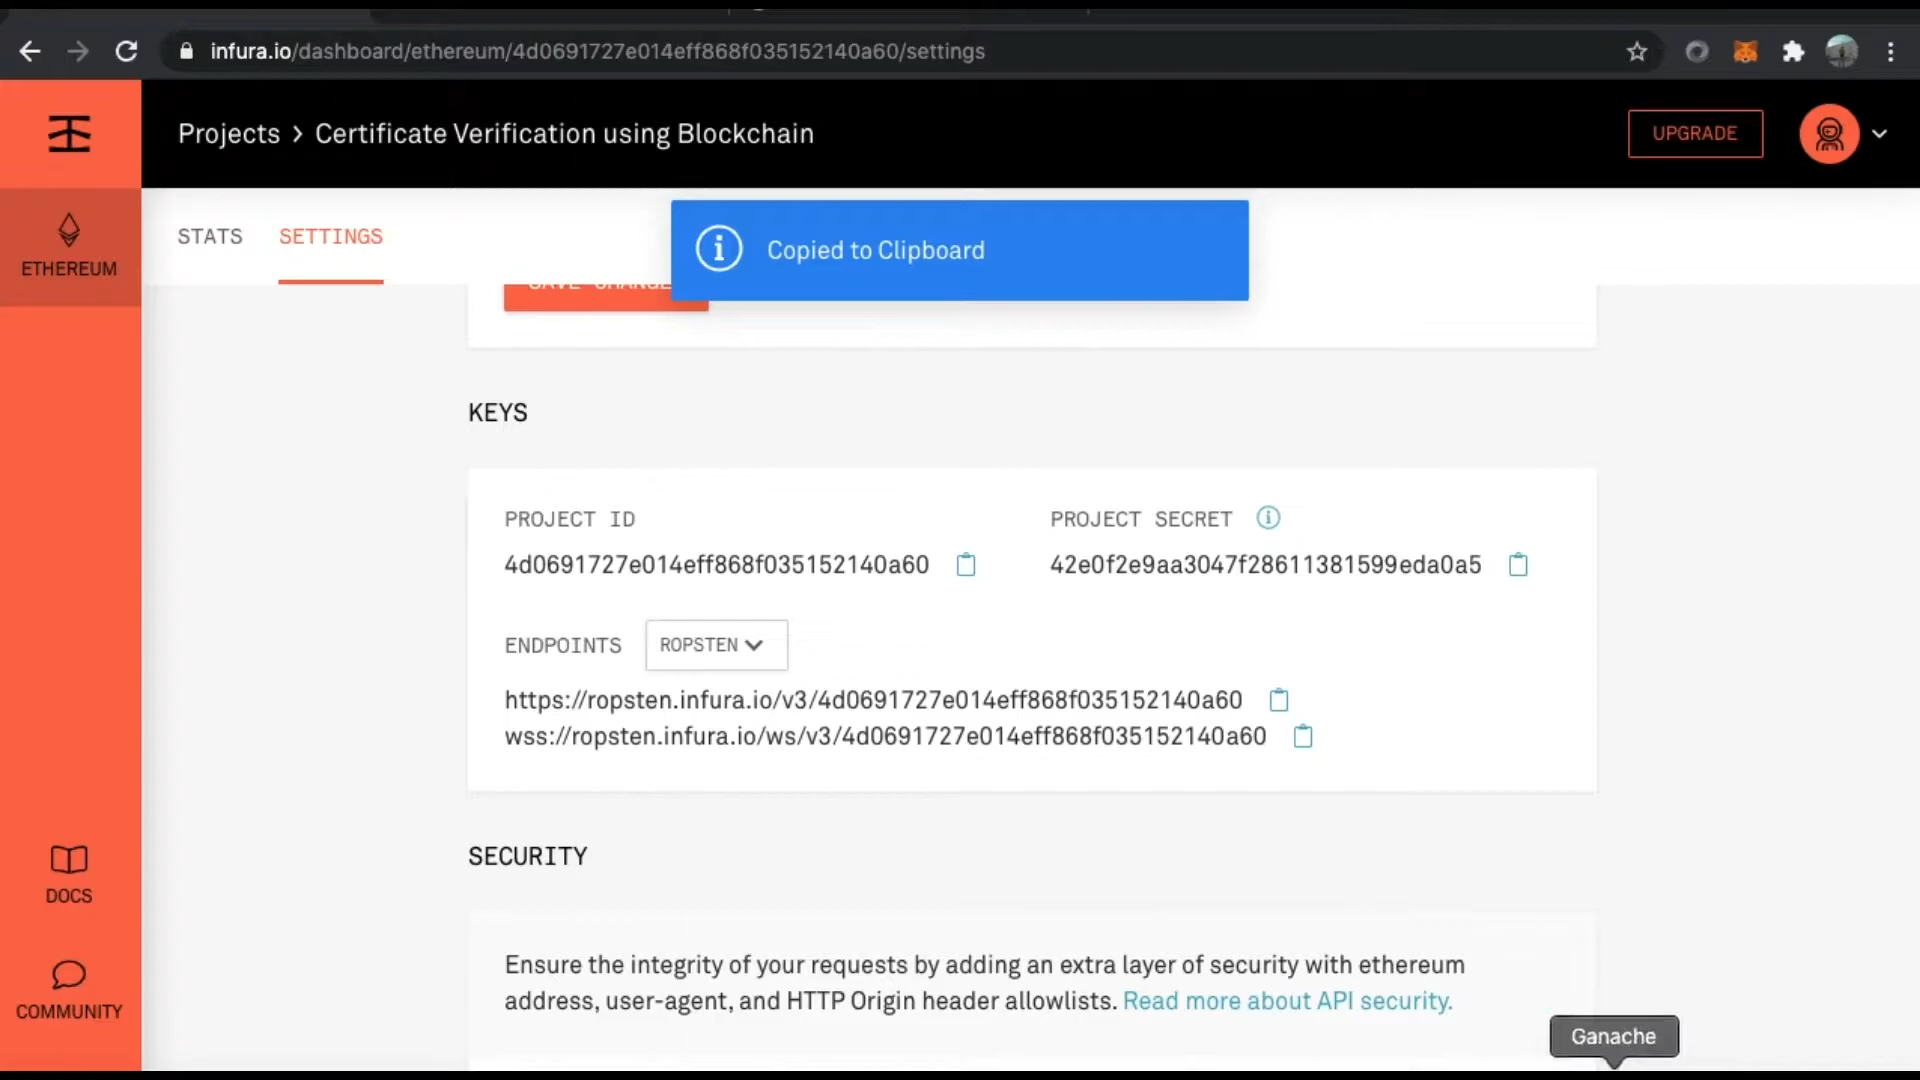 infura.io/dashboard/ethereum/4d0691727e014eff868f035152140a60/settings
Projects > Certificate Verification using Blockchain
UPGRADE
ETHEREUM
STATS
SETTINGS
Copied to Clipboard
KEYS
PROJECT ID
4d0691727e014eff868f035152140a60
PROJECT SECRET
42e0f2e9aa3047f28611381599eda0a5
ENDPOINTS
ROPSTEN
https://ropsten.infura.io/v3/4d0691727e014eff868f035152140a60
wss://ropsten.infura.io/ws/v3/4d0691727e014eff868f035152140a60
SECURITY
Ensure the integrity of your requests by adding an extra layer of security with ethereum
address, user-agent, and HTTP Origin header allowlists. Read more about API security.
DOCS
COMMUNITY
Ganache